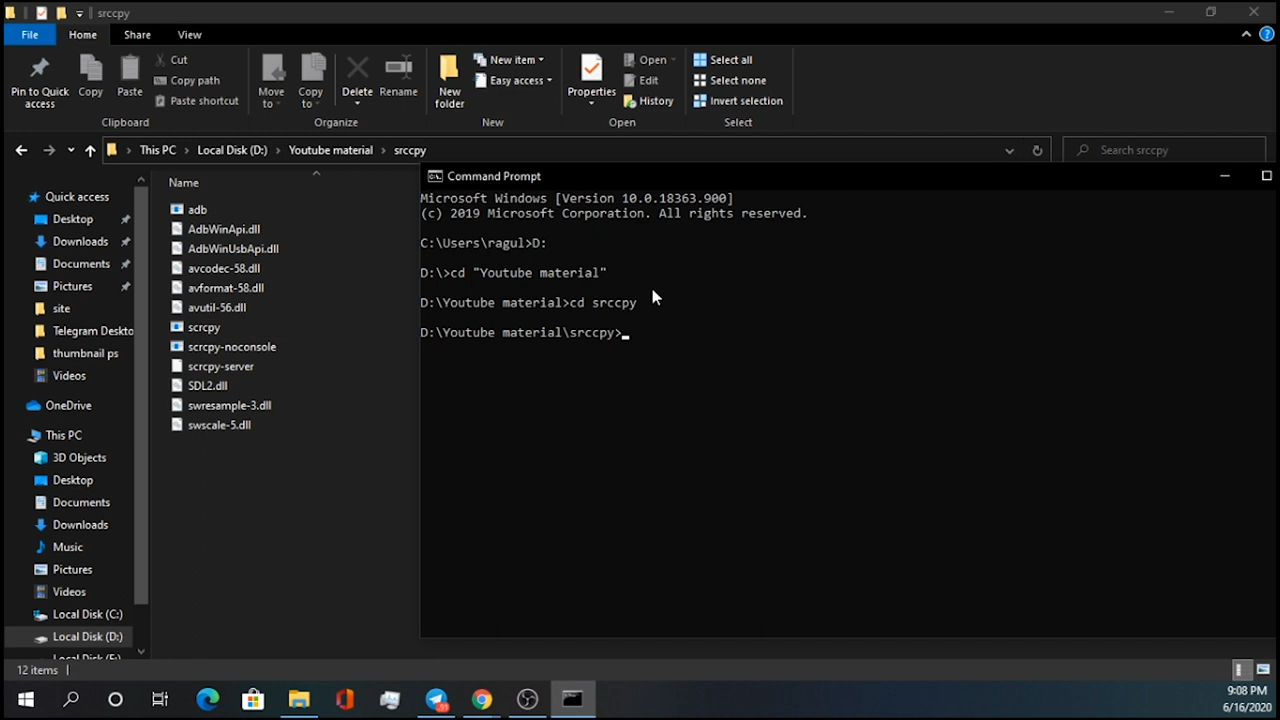 srccpy
File Home Share View
Pin to Quick access
Copy
Paste
Cut
Copy path
Paste shortcut
Clipboard
Move to
Copy to
Delete
Rename
Organize
New folder
New item
Easy access
New
Properties
Open
Edit
History
Open
Select all
Select none
Invert selection
Select
This PC › Local Disk (D:) › Youtube material › srccpy
Search srccpy
Quick access
Desktop
Downloads
Documents
Pictures
site
Telegram Deskto
thumbnail ps
Videos
OneDrive
This PC
3D Objects
Desktop
Documents
Downloads
Music
Pictures
Videos
Local Disk (C:)
Local Disk (D:)
Name
adb
AdbWinApi.dll
AdbWinUsbApi.dll
avcodec-58.dll
avformat-58.dll
avutil-56.dll
scrcpy
scrcpy-noconsole
scrcpy-server
SDL2.dll
swresample-3.dll
swscale-5.dll
Command Prompt
Microsoft Windows [Version 10.0.18363.900]
(c) 2019 Microsoft Corporation. All rights reserved.
C:\Users\ragul>D:
D:\>cd "Youtube material"
D:\Youtube material>cd srccpy
D:\Youtube material\srccpy>
12 items
9:08 PM
6/16/2020